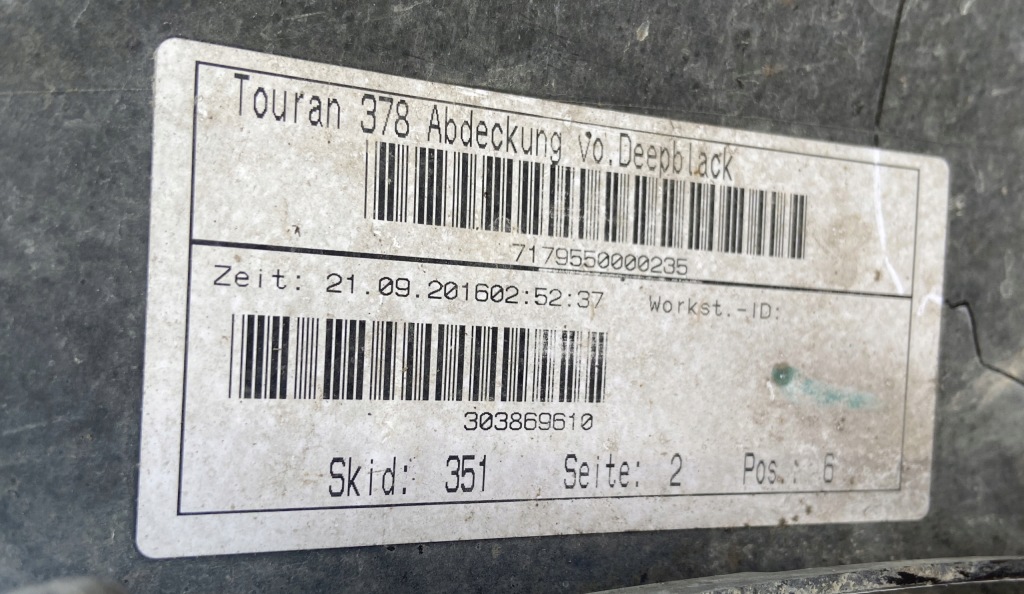 Touran 378 Abdeckung vo.Deepblack
7179550000235
Zeit: 21.09.201602:52:37 Workst.-ID:
303869610
Skid: 351 Seite: 2 Pos.: 6